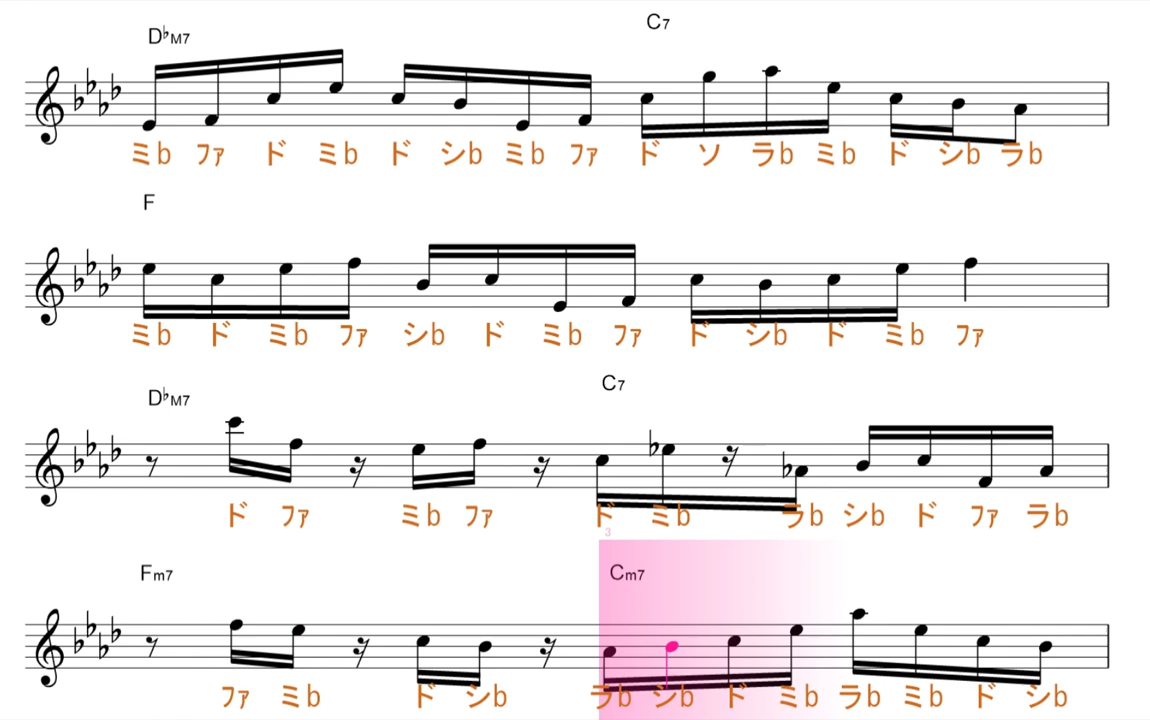 D♭M7 C7
ミb ファ ド ミb ド シb ミb ファ ド ソ ラb ミb ド シb ラb
F
ミb ド ミb ファ シb ド ミb ファ ド シb ド ミb ファ
D♭M7 C7
ド ファ ミb ファ ド ミb ラb シb ド ファ ラb
3
Fm7 Cm7
ファ ミb ド シb ラb シb ド ミb ラb ミb ド シb